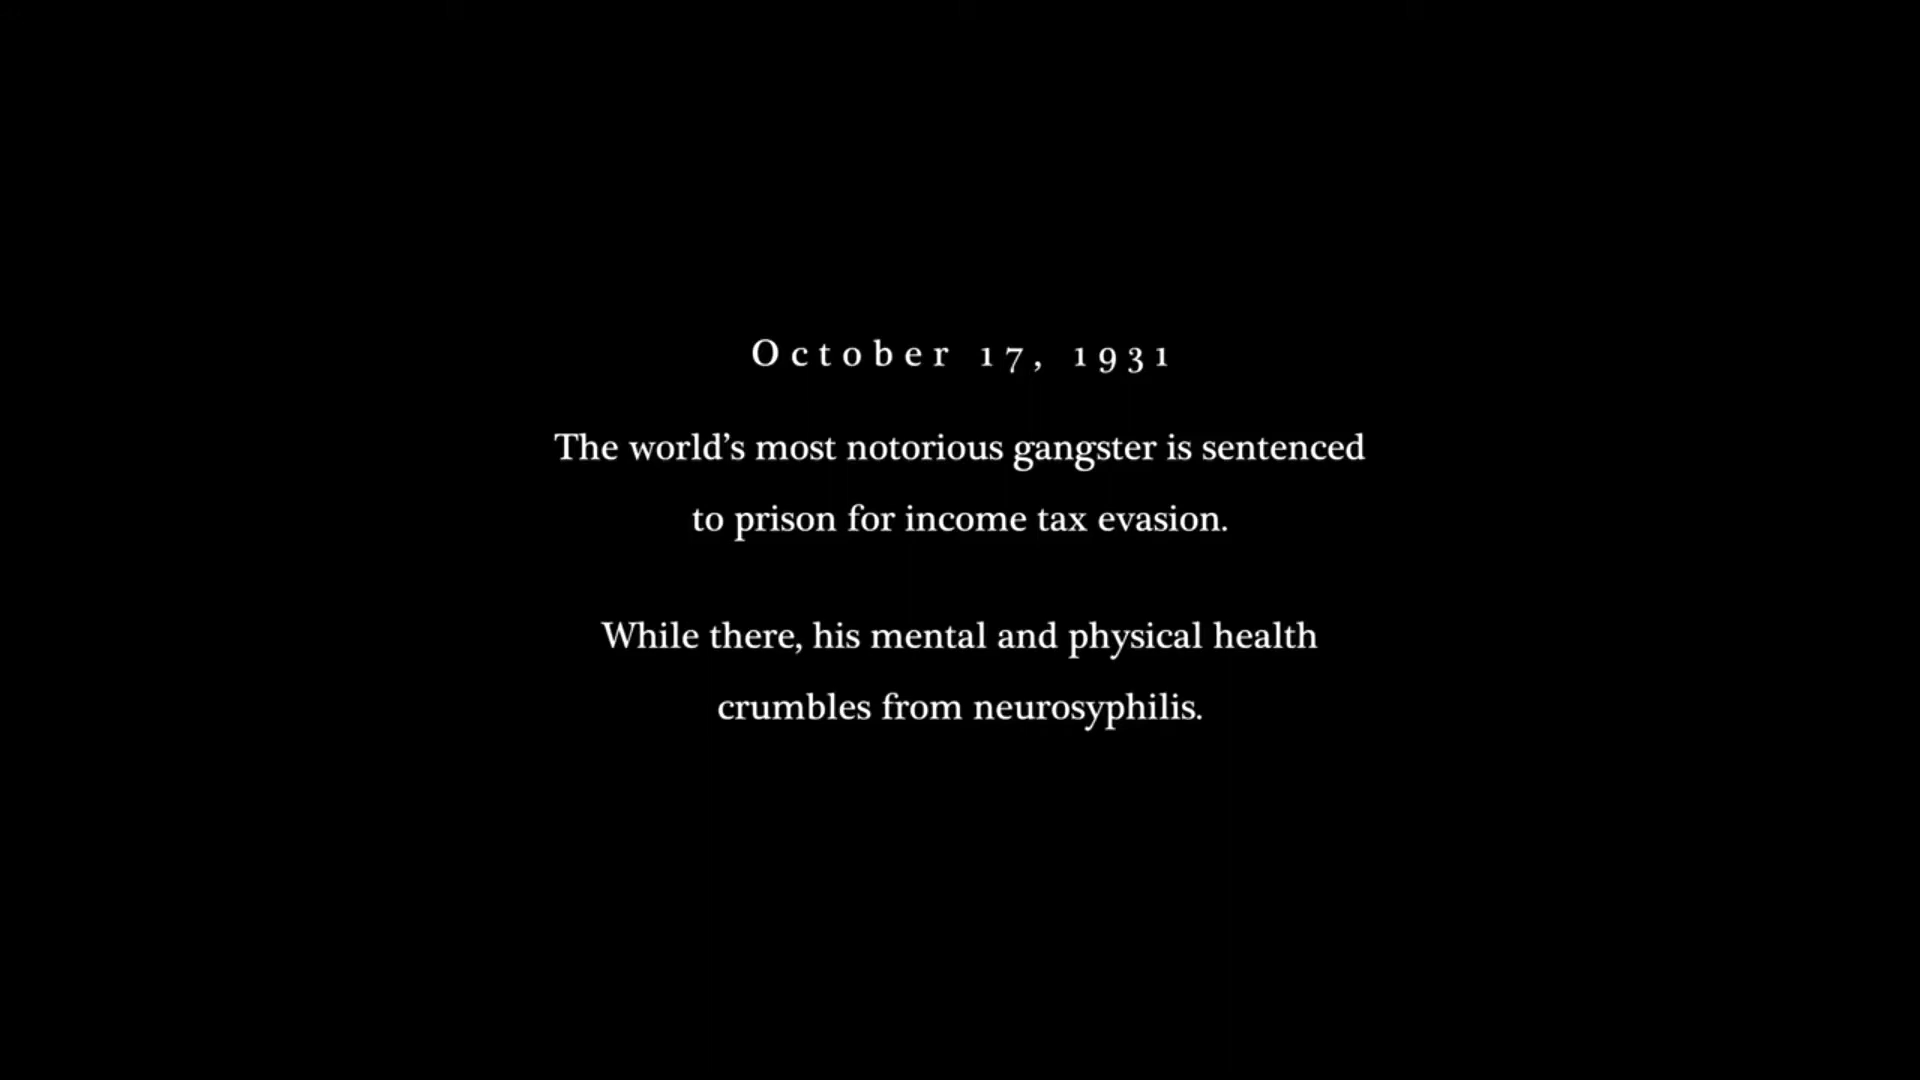 October 17, 1931
The world’s most notorious gangster is sentenced
to prison for income tax evasion.
While there, his mental and physical health
crumbles from neurosyphilis.